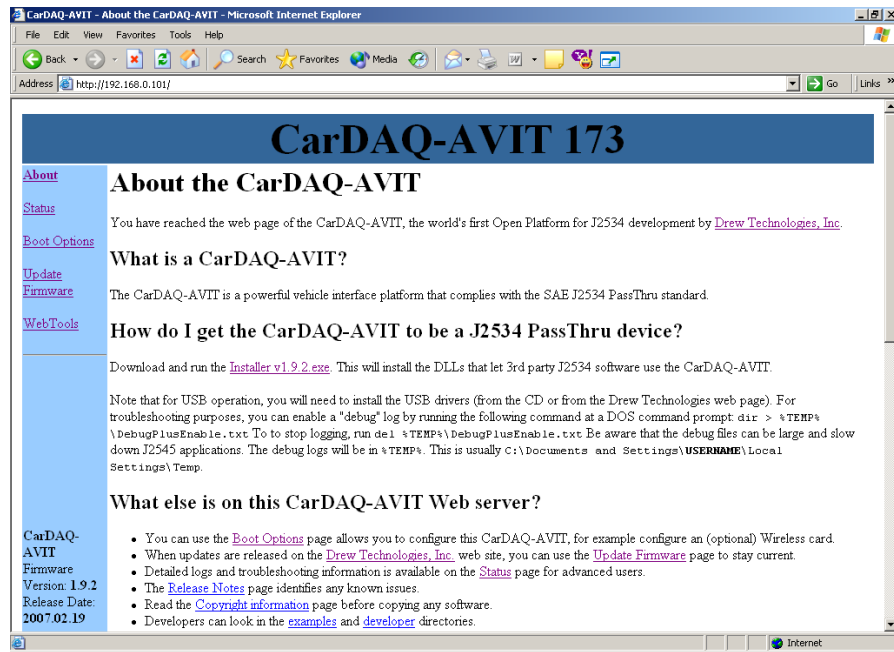 CarDAQ-AVIT - About the CarDAQ-AVIT - Microsoft Internet Explorer
File Edit View Favorites Tools Help
Back Search Favorites Media
Address http://192.168.0.101/ Go Links »
CarDAQ-AVIT 173
About
Status
Boot Options
Update
Firmware
WebTools
CarDAQ-
AVIT
Firmware
Version: 1.9.2
Release Date:
2007.02.19
About the CarDAQ-AVIT
You have reached the web page of the CarDAQ-AVIT, the world's first Open Platform for J2534 development by Drew Technologies, Inc.
What is a CarDAQ-AVIT?
The CarDAQ-AVIT is a powerful vehicle interface platform that complies with the SAE J2534 PassThru standard.
How do I get the CarDAQ-AVIT to be a J2534 PassThru device?
Download and run the Installer v1.9.2.exe. This will install the DLLs that let 3rd party J2534 software use the CarDAQ-AVIT.
Note that for USB operation, you will need to install the USB drivers (from the CD or from the Drew Technologies web page). For
troubleshooting purposes, you can enable a "debug" log by running the following command at a DOS command prompt: dir > %TEMP%
\DebugPlusEnable.txt To to stop logging, run del %TEMP%\DebugPlusEnable.txt Be aware that the debug files can be large and slow
down J2545 applications. The debug logs will be in %TEMP%. This is usually C:\Documents and Settings\USERNAME\Local
Settings\Temp.
What else is on this CarDAQ-AVIT Web server?
• You can use the Boot Options page allows you to configure this CarDAQ-AVIT, for example configure an (optional) Wireless card.
• When updates are released on the Drew Technologies, Inc. web site, you can use the Update Firmware page to stay current.
• Detailed logs and troubleshooting information is available on the Status page for advanced users.
• The Release Notes page identifies any known issues.
• Read the Copyright information page before copying any software.
• Developers can look in the examples and developer directories.
Internet